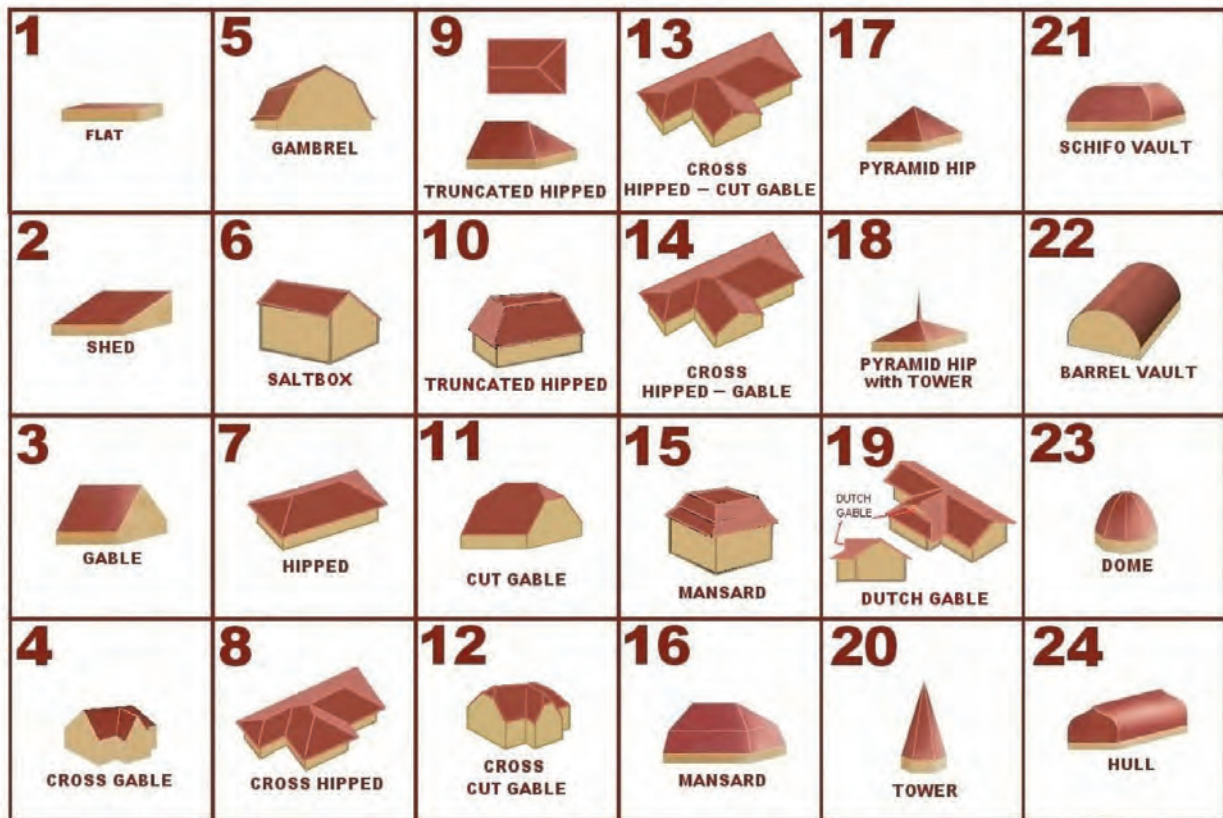 1
FLAT
5
GAMBREL
9
TRUNCATED HIPPED
13
CROSS
HIPPED – CUT GABLE
17
PYRAMID HIP
21
SCHIFO VAULT
2
SHED
6
SALTBOX
10
TRUNCATED HIPPED
14
CROSS
HIPPED – GABLE
18
PYRAMID HIP
with TOWER
22
BARREL VAULT
3
GABLE
7
HIPPED
11
CUT GABLE
15
MANSARD
19
DUTCH
GABLE
DUTCH GABLE
23
DOME
4
CROSS GABLE
8
CROSS HIPPED
12
CROSS
CUT GABLE
16
MANSARD
20
TOWER
24
HULL